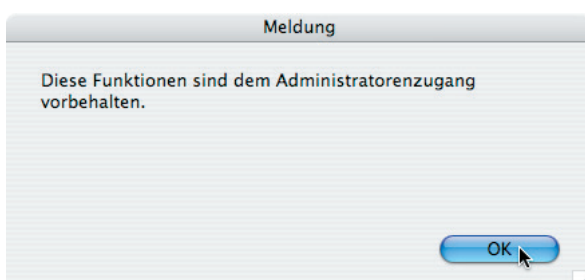 Meldung
Diese Funktionen sind dem Administratorenzugang
vorbehalten.
OK